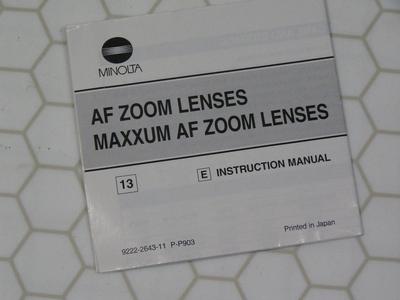 MINOLTA
AF ZOOM LENSES
MAXXUM AF ZOOM LENSES
13
E INSTRUCTION MANUAL
9222-2643-11 P-P903
Printed in Japan